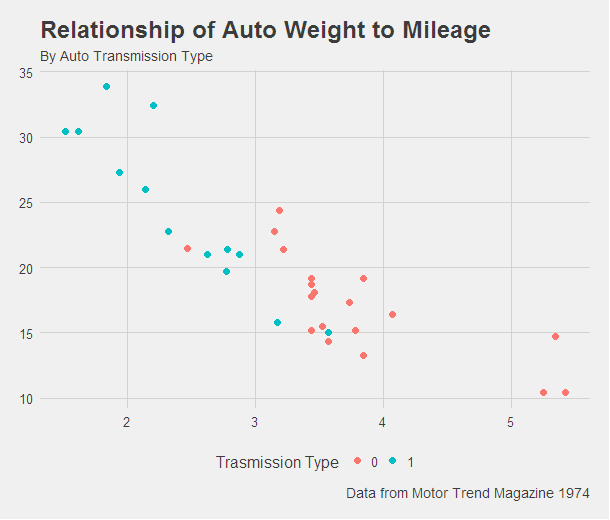 Relationship of Auto Weight to Mileage
By Auto Transmission Type
35
30
25
20
15
10
2 3 4 5
Trasmission Type 0 1
Data from Motor Trend Magazine 1974